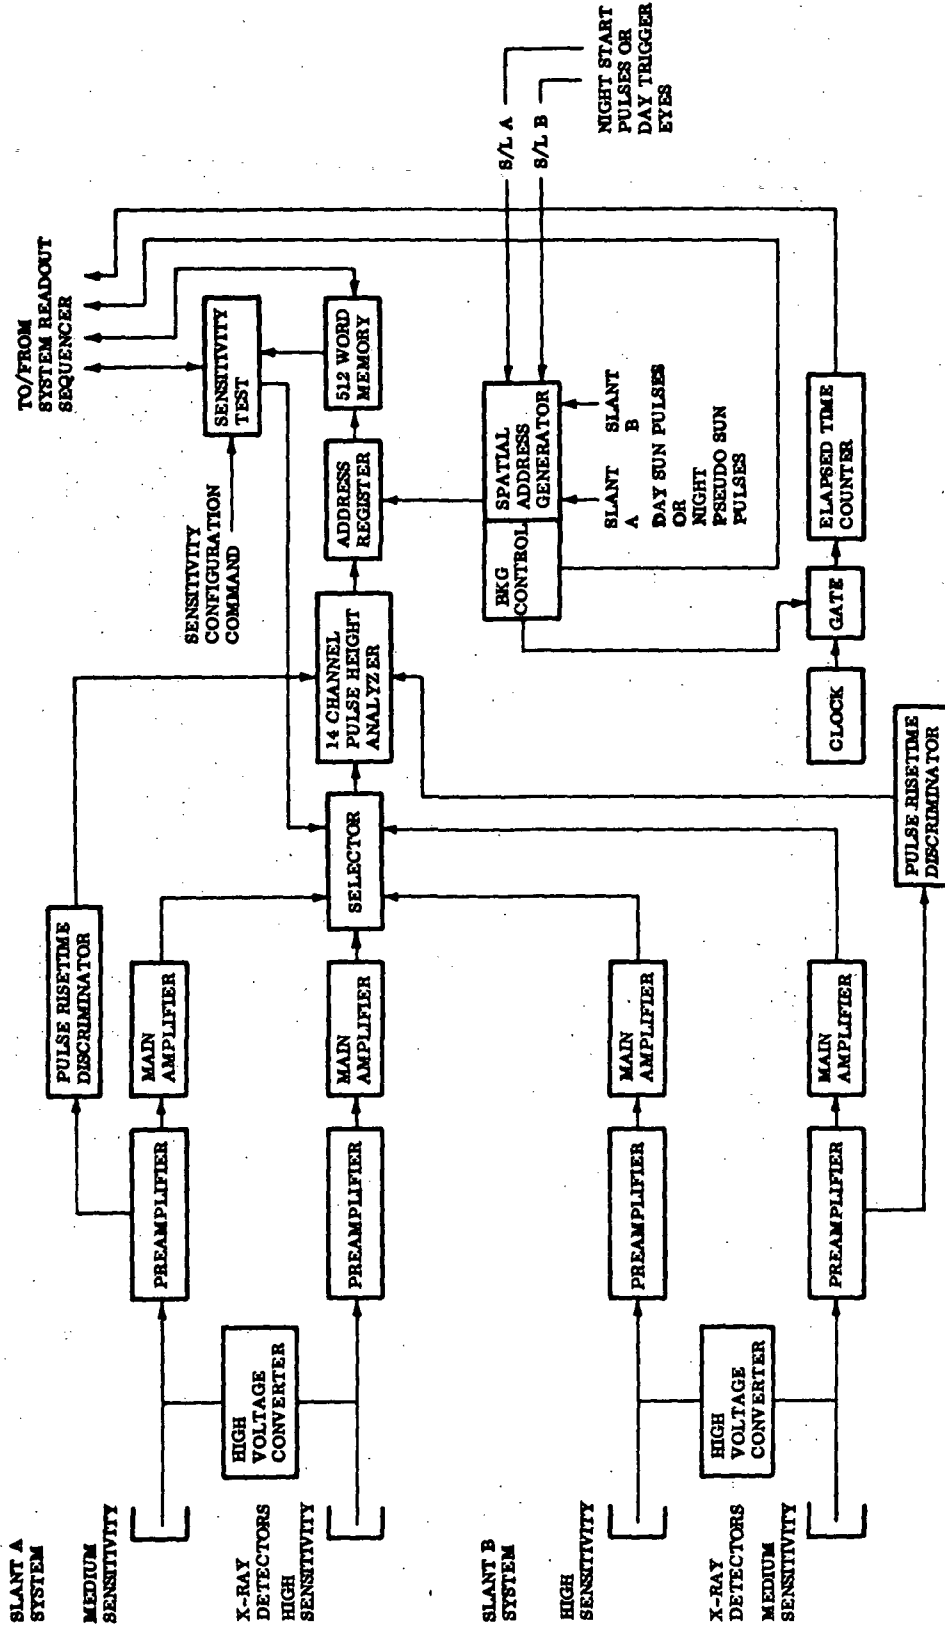 SLANT A
SYSTEM
MEDIUM
SENSITIVITY
X-RAY
DETECTORS
HIGH
SENSITIVITY
HIGH
VOLTAGE
CONVERTER
PREAMPLIFIER
PREAMPLIFIER
PULSE RISETIME
DISCRIMINATOR
MAIN
AMPLIFIER
MAIN
AMPLIFIER
SELECTOR
14 CHANNEL
PULSE HEIGHT
ANALYZER
SENSITIVITY
CONFIGURATION
COMMAND
ADDRESS
REGISTER
SENSITIVITY
TEST
512 WORD
MEMORY
TO/FROM
SYSTEM READOUT
SEQUENCER
SLANT B
SYSTEM
HIGH
SENSITIVITY
X-RAY
DETECTORS
MEDIUM
SENSITIVITY
HIGH
VOLTAGE
CONVERTER
PREAMPLIFIER
PREAMPLIFIER
MAIN
AMPLIFIER
MAIN
AMPLIFIER
PULSE RISETIME
DISCRIMINATOR
BKG
CONTROL
SPATIAL
ADDRESS
GENERATOR
SLANT
A
SLANT
B
DAY SUN PULSES
OR
NIGHT
PSEUDO SUN
PULSES
S/L A
S/L B
NIGHT START
PULSES OR
DAY TRIGGER
EYES
CLOCK
GATE
ELAPSED TIME
COUNTER